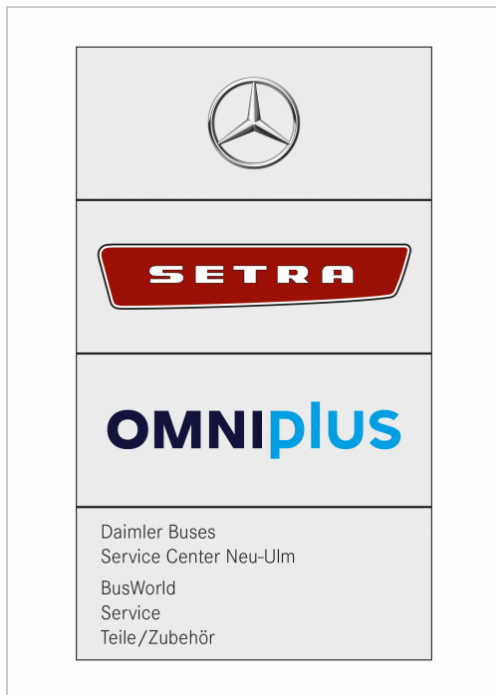 SETRA
OMNIplus
Daimler Buses
Service Center Neu-Ulm
BusWorld
Service
Teile/Zubehör